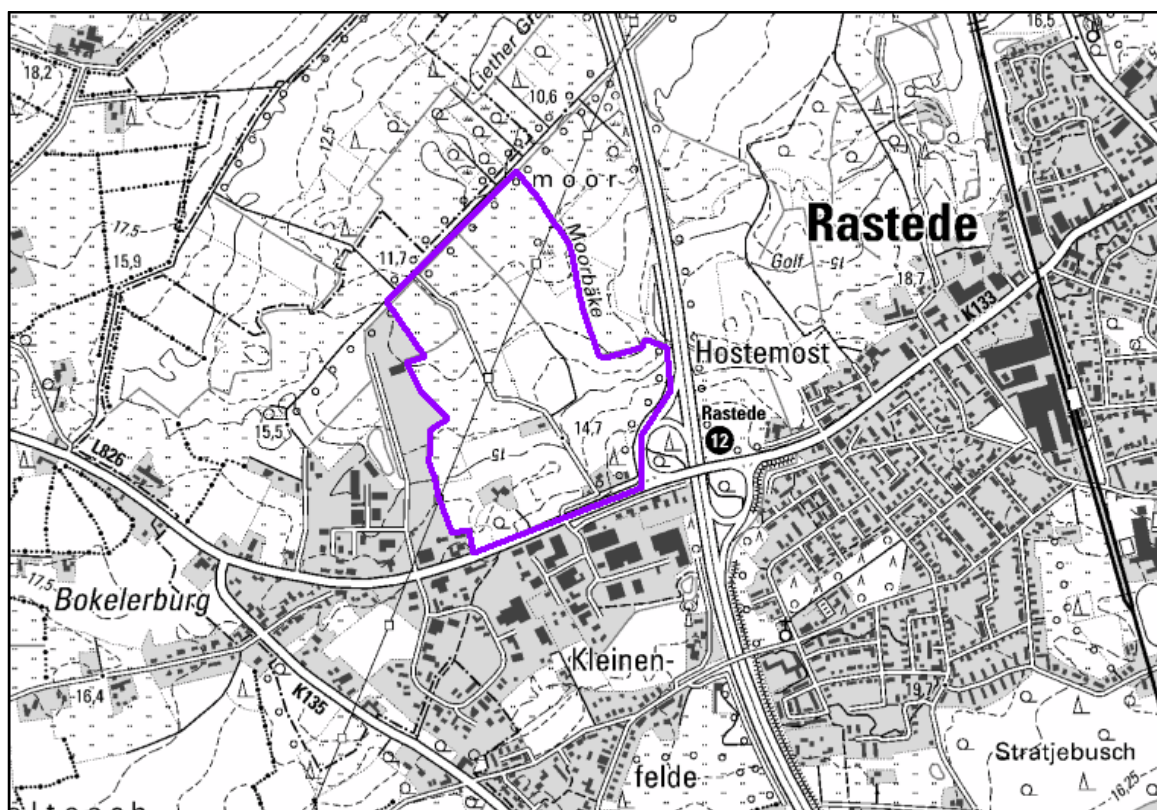 16,5
18,2
iether Gra
10,6
12,5
moor
Rastede
17,5
15,9
11,7
Moorbäke
Golf
15
18,7
K133
Hostemost
Rastede
12
15,5
14,7
15
L826
17,5
Bokelerburg
Kleinen-
16,4
K135
19,7
felde
Stratjebusch
16,25